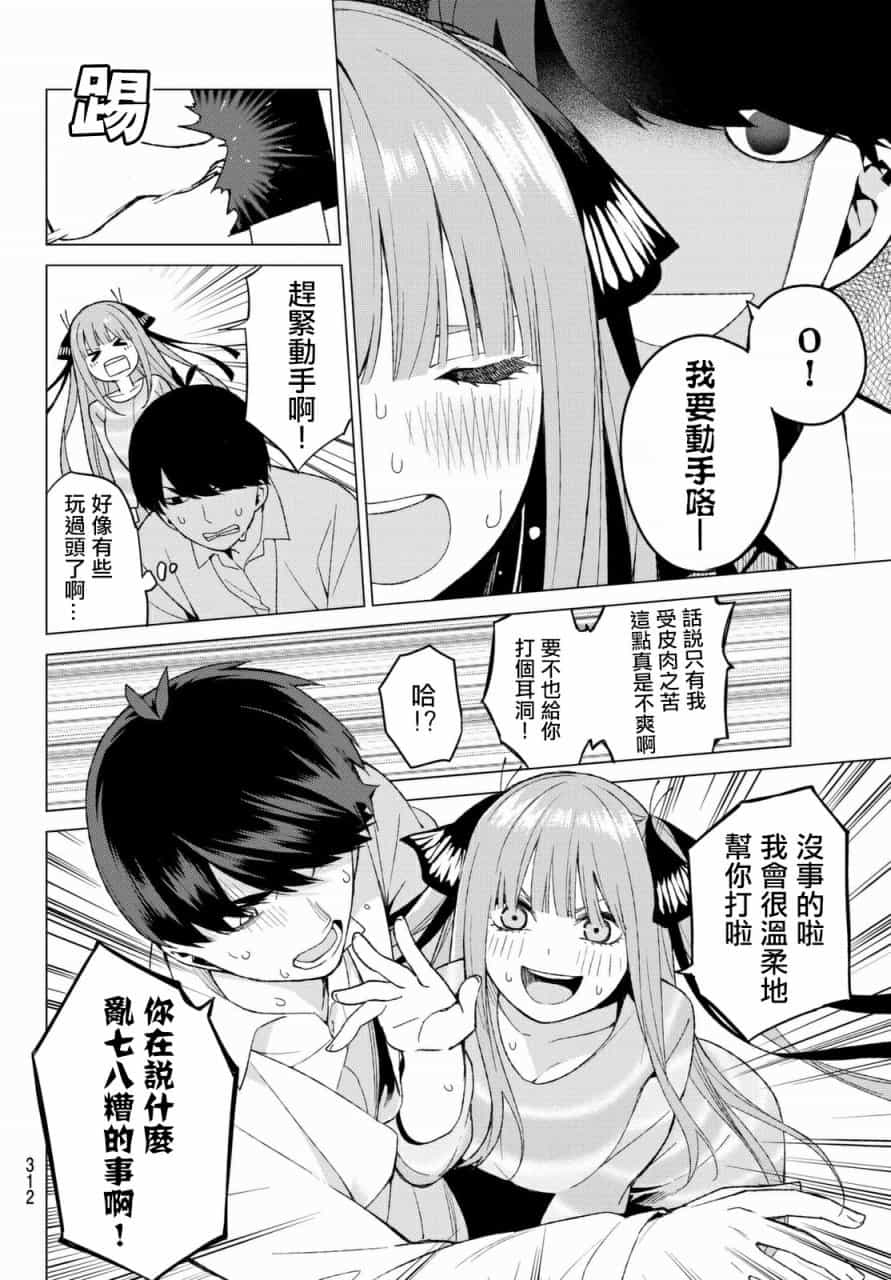 0！
我要動手咯—
踢
趕緊動手啊！
好像有些
玩過頭了啊…
話說只有我
受皮肉之苦
這點真是不爽啊
要不也給你
打個耳洞！
哈！？
沒事的啦
我會很溫柔地
幫你打啦
你在說什麼
亂七八糟的事啊！
312